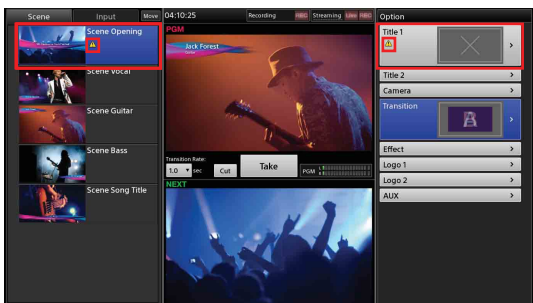 Scene Input Move 04:10:25 Recording REC Streaming Live REC Option
Scene Opening
PGM
Jack Forest
Title 1
Scene Vocal
Title 2
Camera
Scene Guitar
Transition
Scene Bass
Effect
Transition Rate:
1.0 sec Cut Take PGM
Logo 1
Logo 2
Scene Song Title
NEXT
AUX